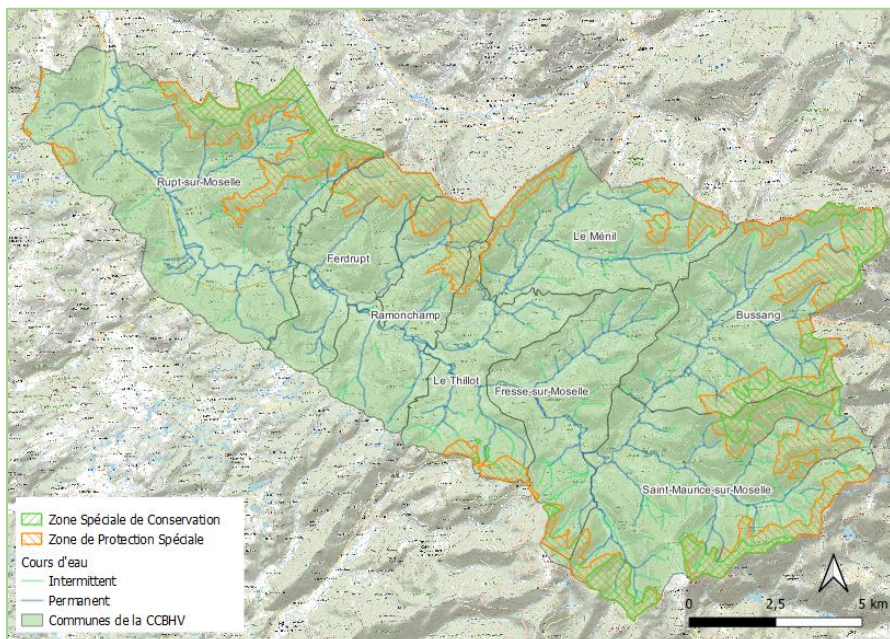 Rupt-sur-Moselle
Ferdrupt
Le Ménil
Ramonchamp
Bussang
Le Thillot
Fresse-sur-Moselle
Saint-Maurice-sur-Moselle
Zone Spéciale de Conservation
Zone de Protection Spéciale
Cours d'eau
Intermittent
Permanent
Communes de la CCBHV
0 2,5 5 km